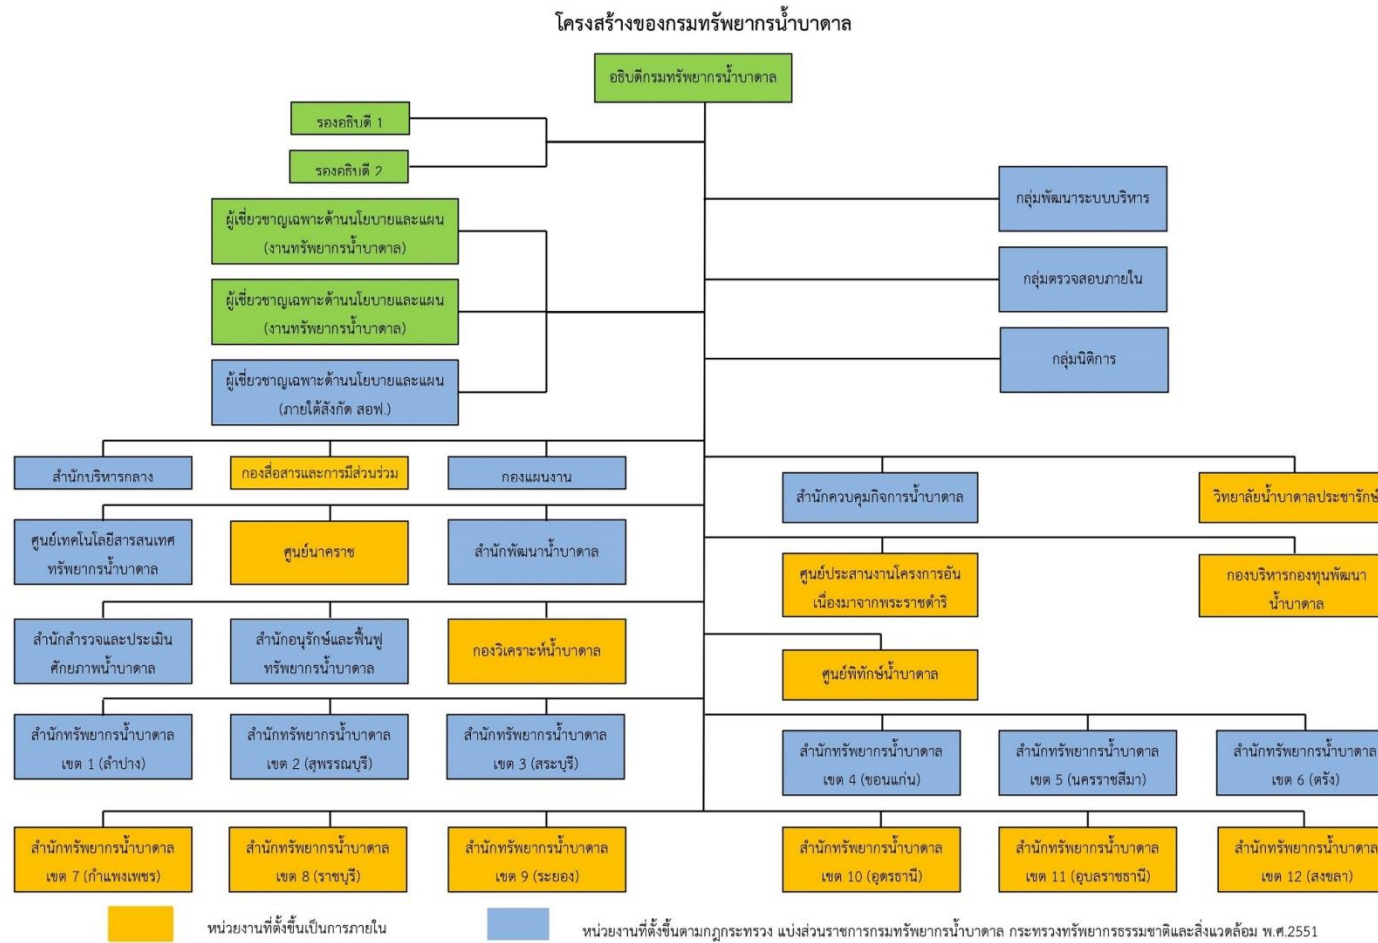 โครงสร้างของกรมทรัพยากรน้ำบาดาล
อธิบดีกรมทรัพยากรน้ำบาดาล
รองอธิบดี 1
รองอธิบดี 2
ผู้เชี่ยวชาญเฉพาะด้านนโยบายและแผน
(งานทรัพยากรน้ำบาดาล)
ผู้เชี่ยวชาญเฉพาะด้านนโยบายและแผน
(งานทรัพยากรน้ำบาดาล)
ผู้เชี่ยวชาญเฉพาะด้านนโยบายและแผน
(ภายใต้สังกัด สอฟ.)
กลุ่มพัฒนาระบบบริหาร
กลุ่มตรวจสอบภายใน
กลุ่มนิติการ
สำนักบริหารกลาง
กองสื่อสารและการมีส่วนร่วม
กองแผนงาน
สำนักควบคุมกิจการน้ำบาดาล
วิทยาลัยน้ำบาดาลประชารักษ์
ศูนย์เทคโนโลยีสารสนเทศ
ทรัพยากรน้ำบาดาล
ศูนย์นาคราช
สำนักพัฒนาน้ำบาดาล
ศูนย์ประสานงานโครงการอัน
เนื่องมาจากพระราชดำริ
กองบริหารกองทุนพัฒนา
น้ำบาดาล
สำนักสำรวจและประเมิน
ศักยภาพน้ำบาดาล
สำนักอนุรักษ์และฟื้นฟู
ทรัพยากรน้ำบาดาล
กองวิเคราะห์น้ำบาดาล
ศูนย์พิทักษ์น้ำบาดาล
สำนักทรัพยากรน้ำบาดาล
เขต 1 (ลำปาง)
สำนักทรัพยากรน้ำบาดาล
เขต 2 (สุพรรณบุรี)
สำนักทรัพยากรน้ำบาดาล
เขต 3 (สระบุรี)
สำนักทรัพยากรน้ำบาดาล
เขต 4 (ขอนแก่น)
สำนักทรัพยากรน้ำบาดาล
เขต 5 (นครราชสีมา)
สำนักทรัพยากรน้ำบาดาล
เขต 6 (ตรัง)
สำนักทรัพยากรน้ำบาดาล
เขต 7 (กำแพงเพชร)
สำนักทรัพยากรน้ำบาดาล
เขต 8 (ราชบุรี)
สำนักทรัพยากรน้ำบาดาล
เขต 9 (ระยอง)
สำนักทรัพยากรน้ำบาดาล
เขต 10 (อุดรธานี)
สำนักทรัพยากรน้ำบาดาล
เขต 11 (อุบลราชธานี)
สำนักทรัพยากรน้ำบาดาล
เขต 12 (สงขลา)
หน่วยงานที่ตั้งขึ้นเป็นการภายใน
หน่วยงานที่ตั้งขึ้นตามกฎกระทรวง แบ่งส่วนราชการกรมทรัพยากรน้ำบาดาล กระทรวงทรัพยากรธรรมชาติและสิ่งแวดล้อม พ.ศ.2551